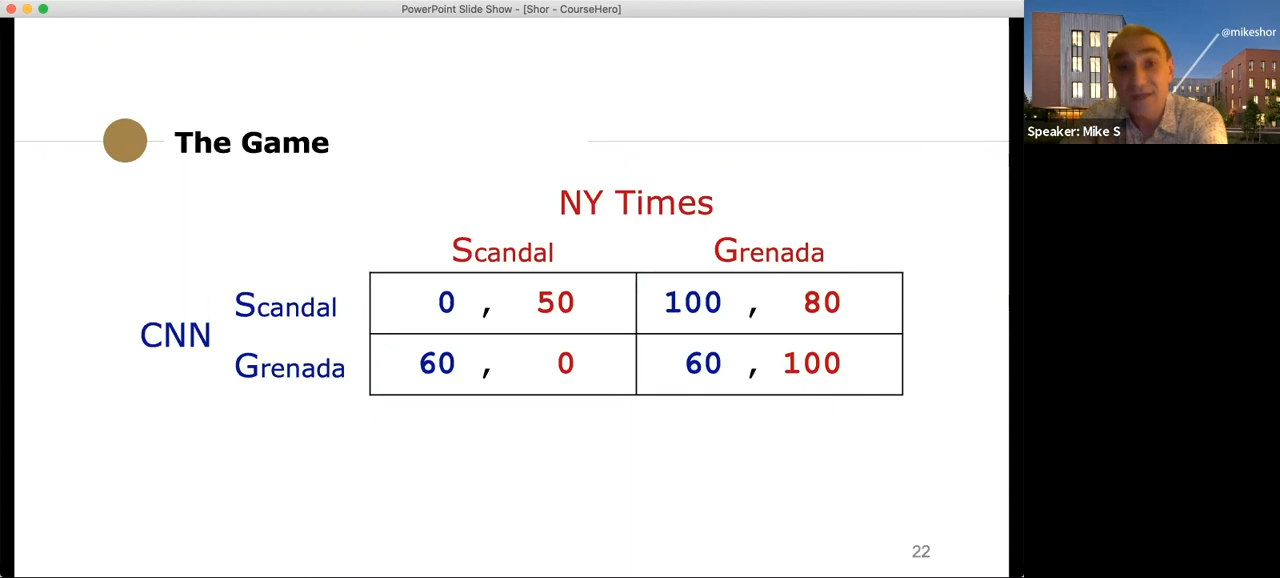 PowerPoint Slide Show - [Shor - CourseHero]
@mikeshor
Speaker: Mike S
The Game
NY Times
Scandal Grenada
CNN
Scandal 0 , 50 100 , 80
Grenada 60 , 0 60 , 100
22